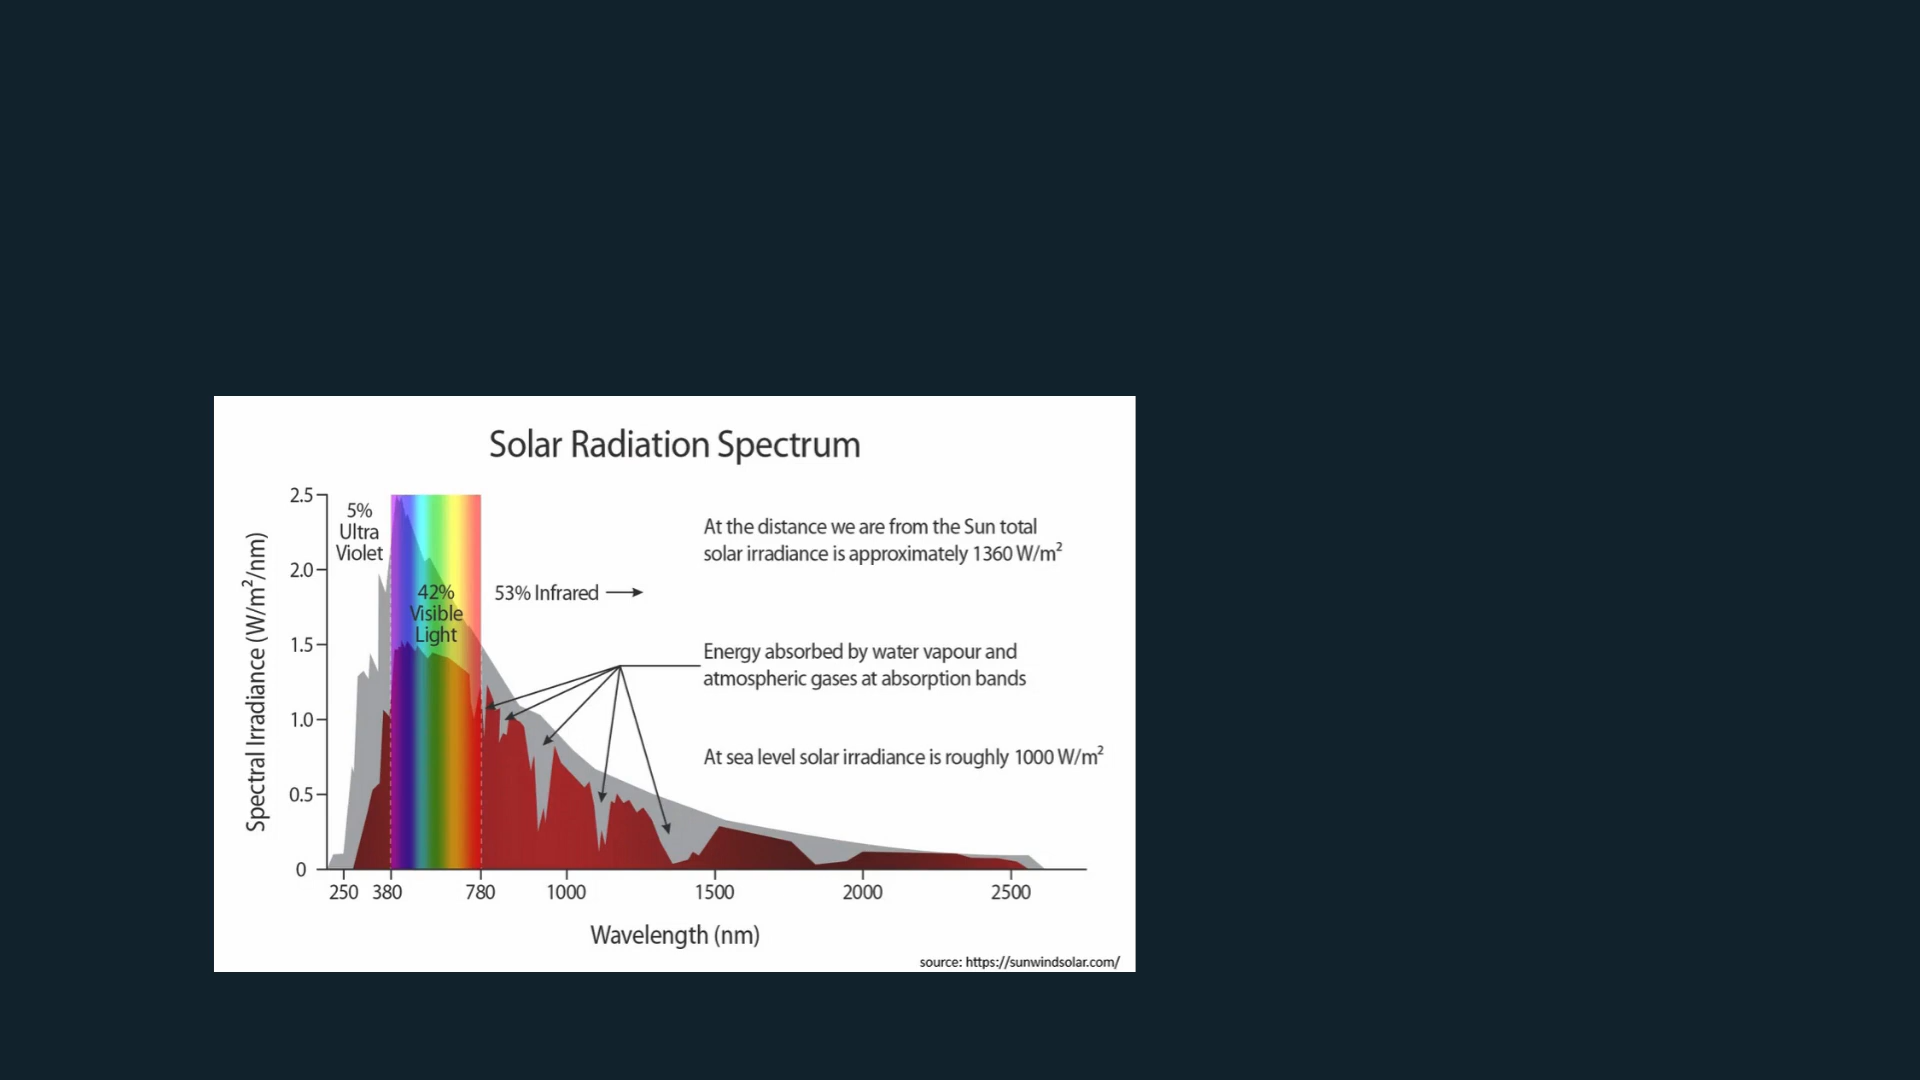 Solar Radiation Spectrum
Spectral Irradiance (W/m²/nm)
2.5
2.0
1.5
1.0
0.5
0
5%
Ultra
Violet
42%
Visible
Light
53% Infrared
At the distance we are from the Sun total
solar irradiance is approximately 1360 W/m²
Energy absorbed by water vapour and
atmospheric gases at absorption bands
At sea level solar irradiance is roughly 1000 W/m²
250 380 780 1000 1500 2000 2500
Wavelength (nm)
source: https://sunwindsolar.com/